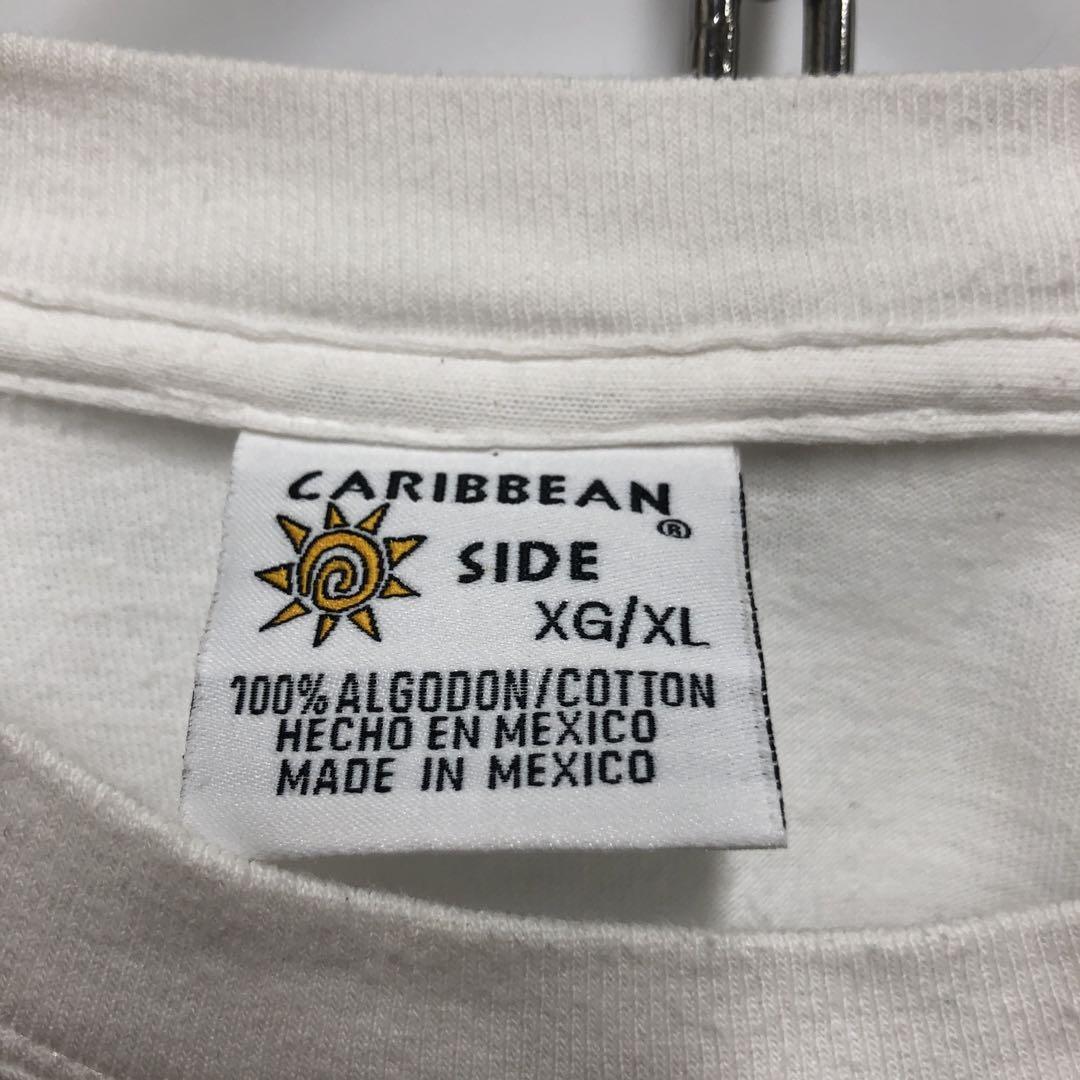 CARIBBEAN ®
SIDE
XG/XL
100% ALGODON/COTTON
HECHO EN MEXICO
MADE IN MEXICO